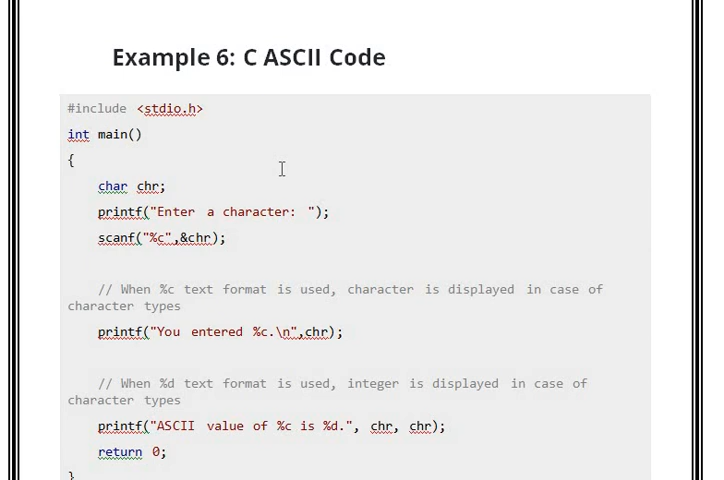 Example 6: C ASCII Code
#include <stdio.h>
int main()
{
char chr;
printf("Enter a character: ");
scanf("%c",&chr);
// When %c text format is used, character is displayed in case of
character types
printf("You entered %c.\n",chr);
// When %d text format is used, integer is displayed in case of
character types
printf("ASCII value of %c is %d.", chr, chr);
return 0;
}